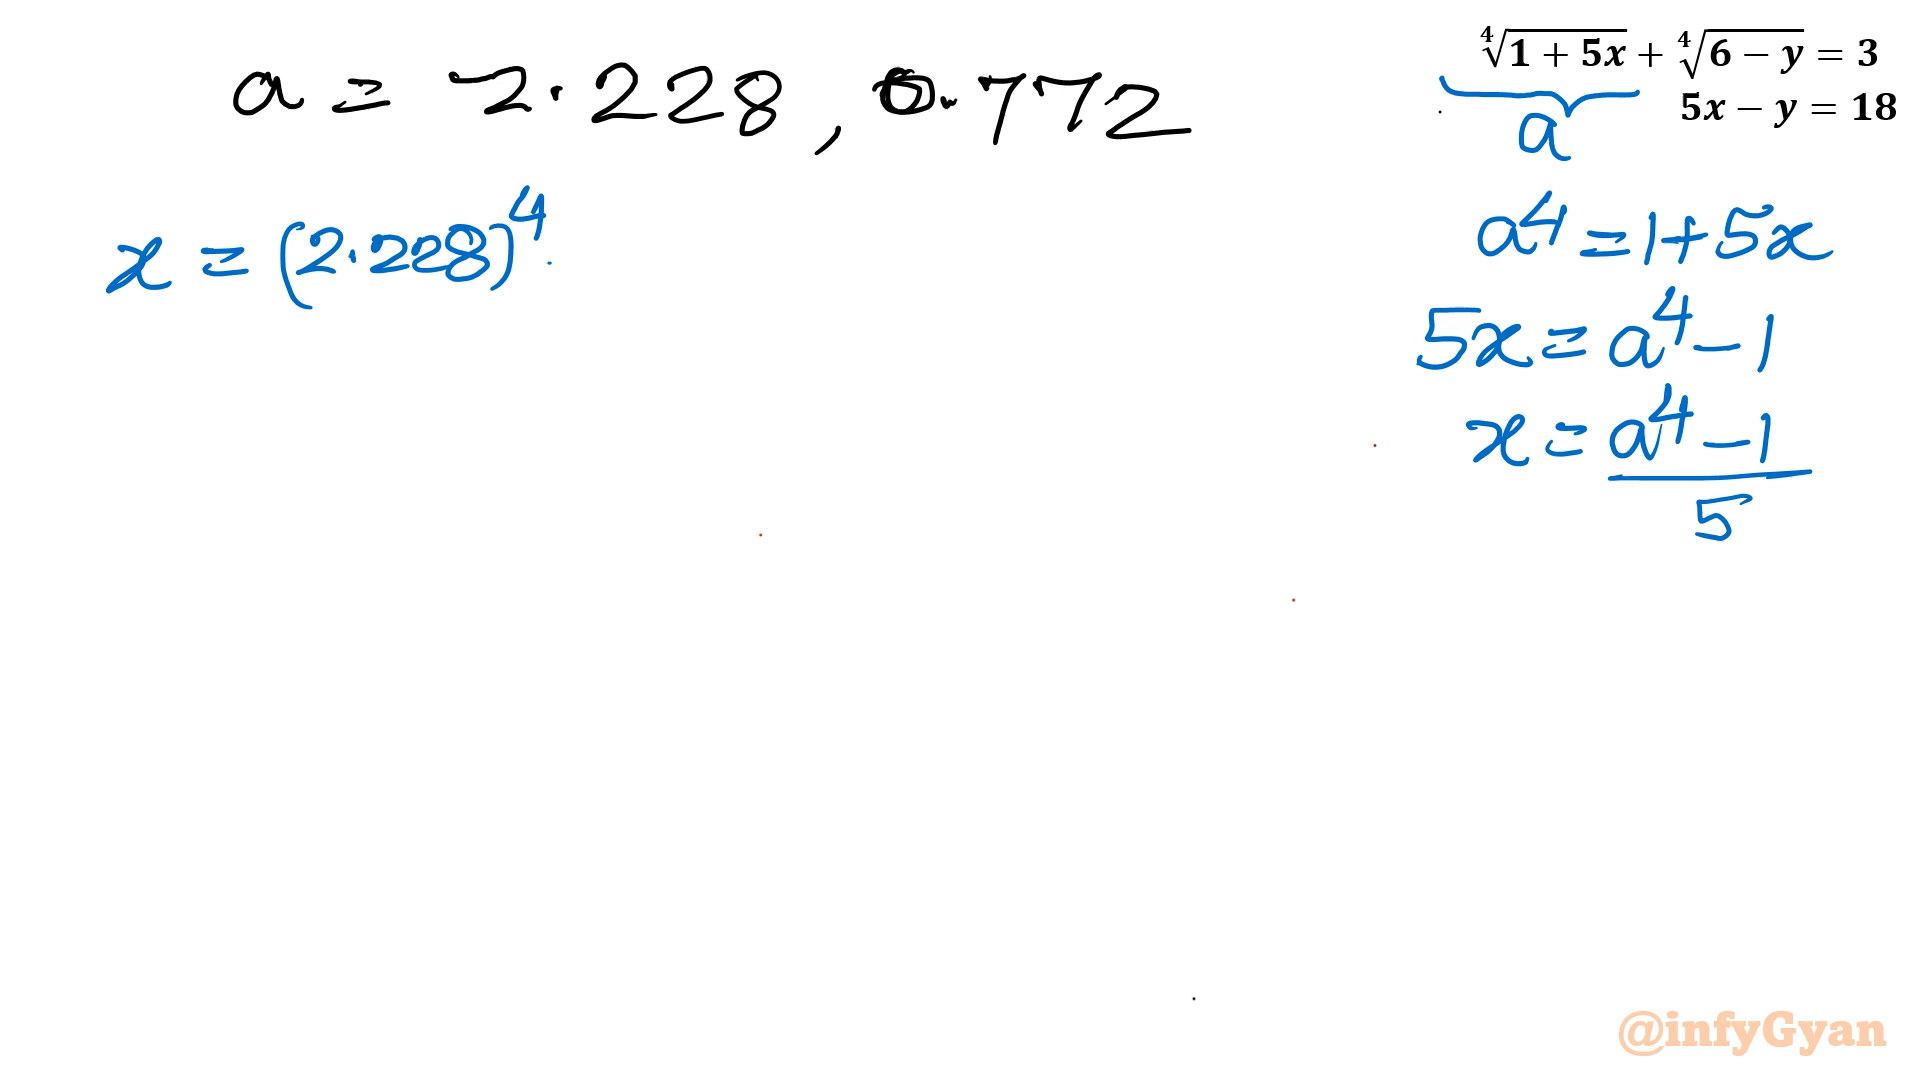 ∜(1 + 5x) + ∜(6 − y) = 3
5x − y = 18
a = 2.228, 0.772
a
x = (2.228)⁴
a⁴ = 1+5x
5x = a⁴ − 1
x = a⁴ − 1
5
@infyGyan